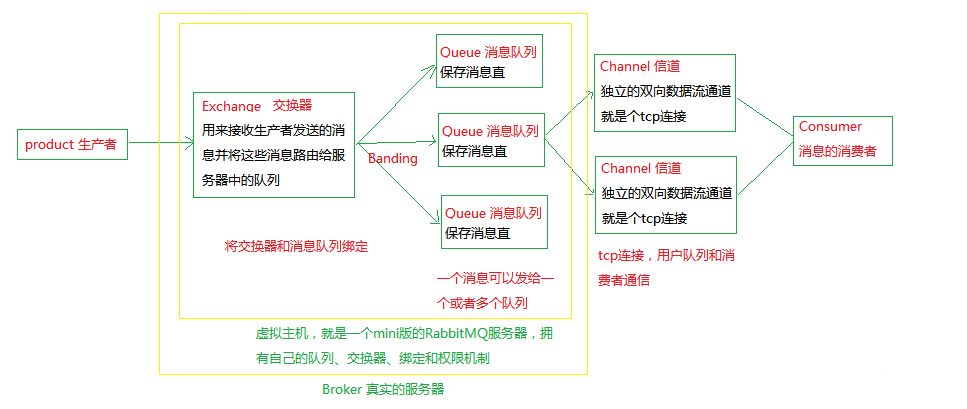 product 生产者
Exchange 交换器
用来接收生产者发送的消
息并将这些消息路由给服
务器中的队列
将交换器和消息队列绑定
Banding
Queue 消息队列
保存消息直
Queue 消息队列
保存消息直
Queue 消息队列
保存消息直
一个消息可以发给一
个或者多个队列
Channel 信道
独立的双向数据流通道
就是个tcp连接
Channel 信道
独立的双向数据流通道
就是个tcp连接
tcp连接，用户队列和消
费者通信
Consumer
消息的消费者
虚拟主机，就是一个mini版的RabbitMQ服务器，拥
有自己的队列、交换器、绑定和权限机制
Broker 真实的服务器